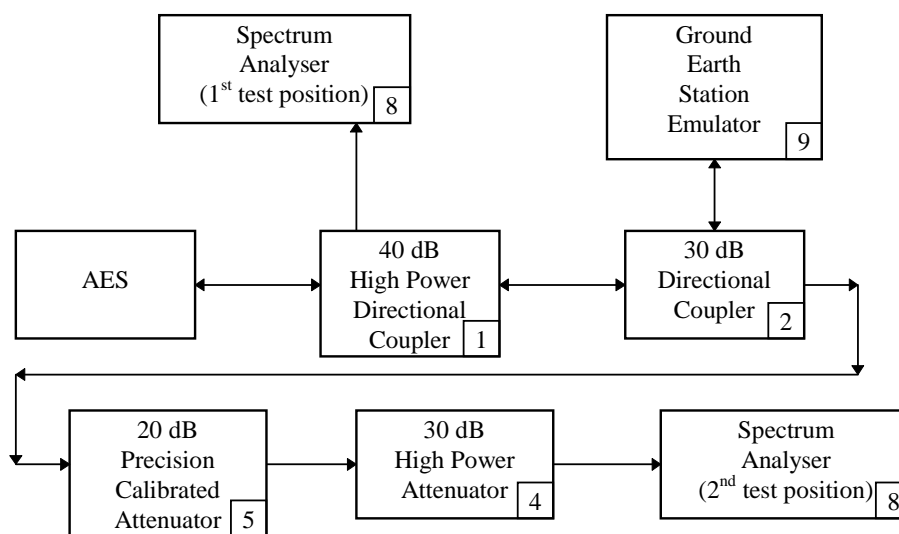 Spectrum
Analyser
(1st test position)
8
Ground
Earth
Station
Emulator
9
AES
40 dB
High Power
Directional
Coupler
1
30 dB
Directional
Coupler
2
20 dB
Precision
Calibrated
Attenuator
5
30 dB
High Power
Attenuator
4
Spectrum
Analyser
(2nd test position)
8